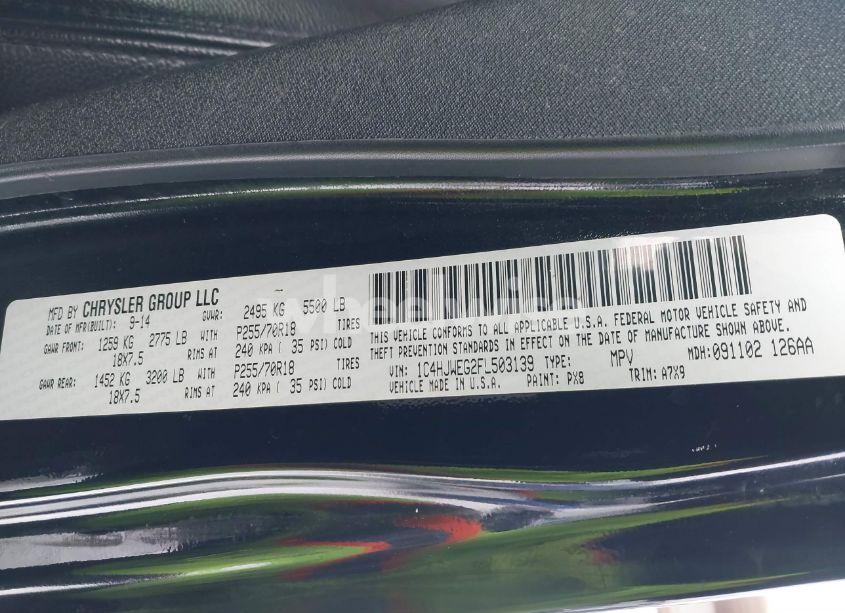 MFD BY CHRYSLER GROUP LLC
DATE OF MFR(BUILT): 9-14 GVWR: 2495 KG 5500 LB
GAWR FRONT: 1259 KG 2775 LB WITH P255/70R18 TIRES
18X7.5 RIMS AT 240 KPA ( 35 PSI) COLD
GAWR REAR: 1452 KG 3200 LB WITH P255/70R18 TIRES
18X7.5 RIMS AT 240 KPA ( 35 PSI) COLD
THIS VEHICLE CONFORMS TO ALL APPLICABLE U.S.A. FEDERAL MOTOR VEHICLE SAFETY AND
THEFT PREVENTION STANDARDS IN EFFECT ON THE DATE OF MANUFACTURE SHOWN ABOVE.
VIN: 1C4HJWEG2FL503139 TYPE: MPV MDH: 091102 126AA
VEHICLE MADE IN U.S.A. PAINT: PX8 TRIM: A7X9